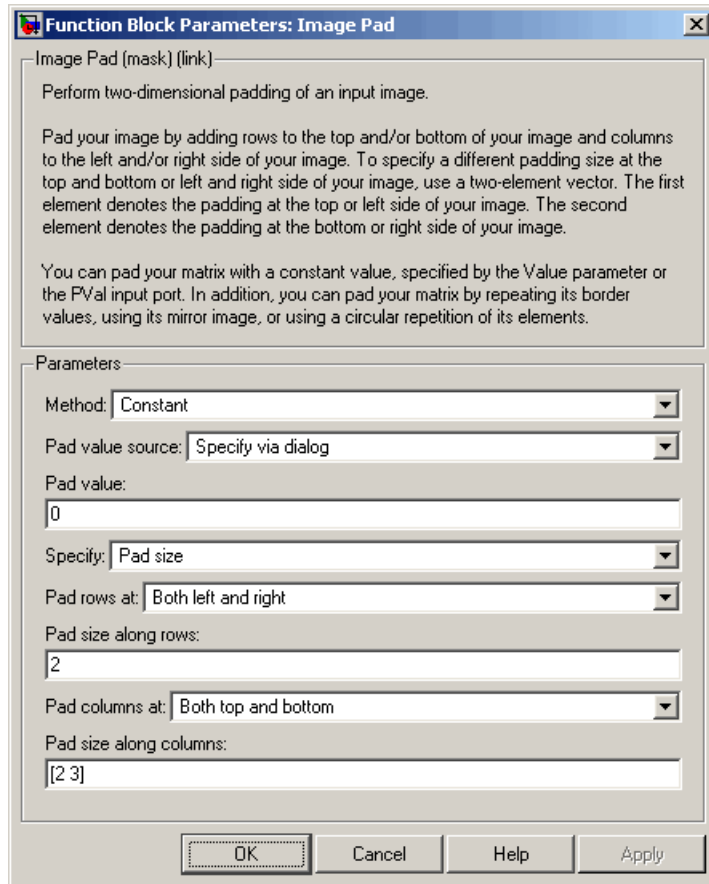 Function Block Parameters: Image Pad
Image Pad (mask) (link)
Perform two-dimensional padding of an input image.
Pad your image by adding rows to the top and/or bottom of your image and columns
to the left and/or right side of your image. To specify a different padding size at the
top and bottom or left and right side of your image, use a two-element vector. The first
element denotes the padding at the top or left side of your image. The second
element denotes the padding at the bottom or right side of your image.
You can pad your matrix with a constant value, specified by the Value parameter or
the PVal input port. In addition, you can pad your matrix by repeating its border
values, using its mirror image, or using a circular repetition of its elements.
Parameters
Method: Constant
Pad value source: Specify via dialog
Pad value:
0
Specify: Pad size
Pad rows at: Both left and right
Pad size along rows:
2
Pad columns at: Both top and bottom
Pad size along columns:
[2 3]
OK Cancel Help Apply